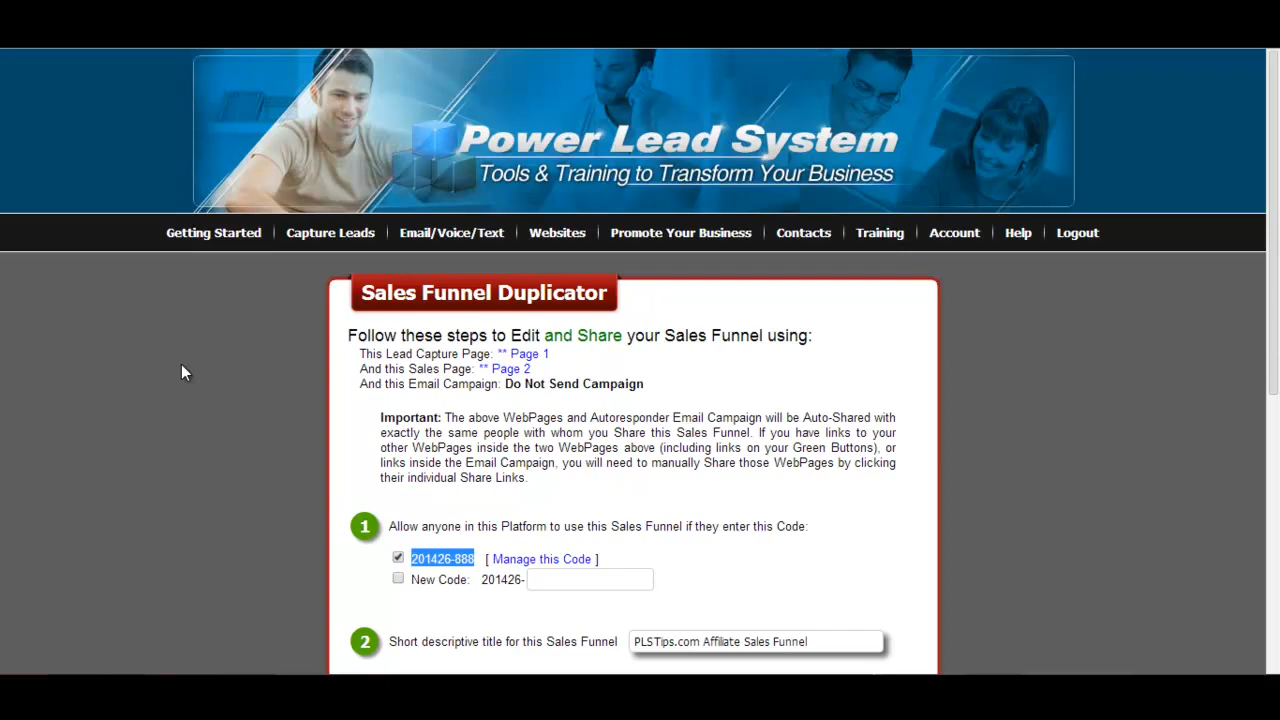 Power Lead System
Tools & Training to Transform Your Business
Getting Started | Capture Leads | Email/Voice/Text | Websites | Promote Your Business | Contacts | Training | Account | Help | Logout
Sales Funnel Duplicator
Follow these steps to Edit and Share your Sales Funnel using:
This Lead Capture Page: ** Page 1
And this Sales Page: ** Page 2
And this Email Campaign: Do Not Send Campaign
Important: The above WebPages and Autoresponder Email Campaign will be Auto-Shared with
exactly the same people with whom you Share this Sales Funnel. If you have links to your
other WebPages inside the two WebPages above (including links on your Green Buttons), or
links inside the Email Campaign, you will need to manually Share those WebPages by clicking
their individual Share Links.
1 Allow anyone in this Platform to use this Sales Funnel if they enter this Code:
201426-888 [ Manage this Code ]
New Code: 201426-
2 Short descriptive title for this Sales Funnel PLSTips.com Affiliate Sales Funnel